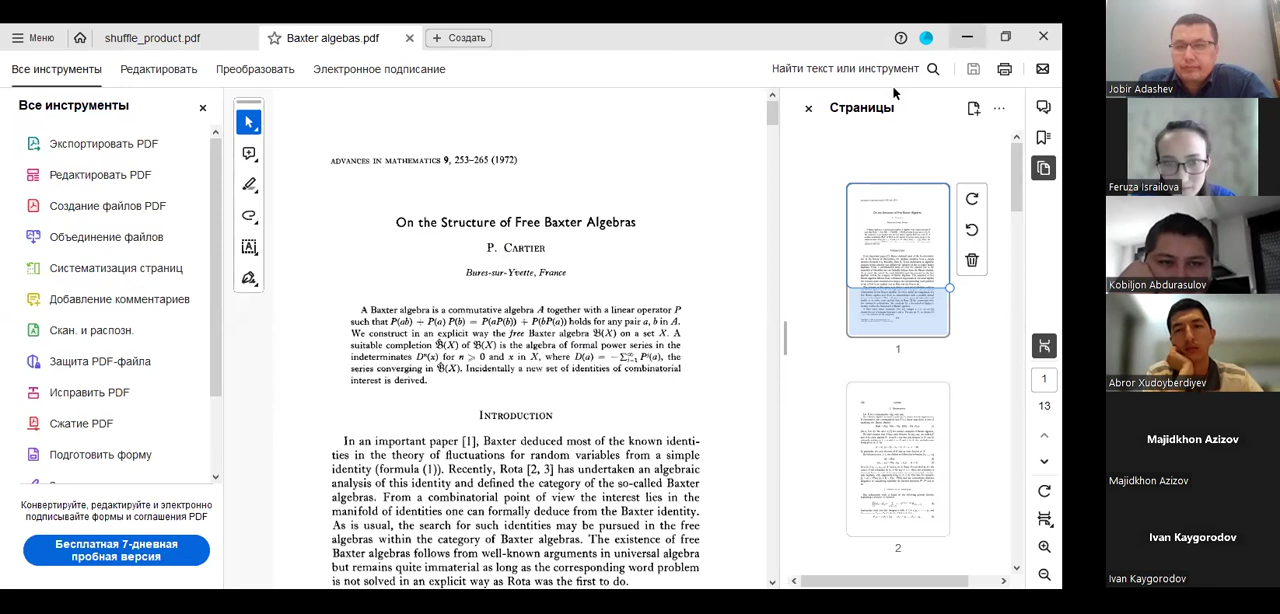 Меню
shuffle_product.pdf
Baxter algebas.pdf
Создать
Все инструменты
Редактировать
Преобразовать
Электронное подписание
Найти текст или инструмент
Все инструменты
Экспортировать PDF
Редактировать PDF
Создание файлов PDF
Объединение файлов
Систематизация страниц
Добавление комментариев
Скан. и распозн.
Защита PDF-файла
Исправить PDF
Сжатие PDF
Подготовить форму
Конвертируйте, редактируйте и электронно
подписывайте формы и соглашения PDF
Бесплатная 7-дневная
пробная версия
ADVANCES IN MATHEMATICS 9, 253–265 (1972)
On the Structure of Free Baxter Algebras
P. CARTIER
Bures-sur-Yvette, France
A Baxter algebra is a commutative algebra A together with a linear operator P
such that P(ab) + P(a) P(b) = P(aP(b)) + P(bP(a)) holds for any pair a, b in A.
We construct in an explicit way the free Baxter algebra 𝔅(X) on a set X. A
suitable completion 𝔅̂(X) of 𝔅(X) is the algebra of formal power series in the
indeterminates Dⁿ(x) for n ⩾ 0 and x in X, where D(a) = −∑_{i=1}^∞ Pⁱ(a), the
series converging in 𝔅̂(X). Incidentally a new set of identities of combinatorial
interest is derived.
INTRODUCTION
In an important paper [1], Baxter deduced most of the known identi-
ties in the theory of fluctuations for random variables from a simple
identity (formula (1)). Recently, Rota [2, 3] has undertaken an algebraic
analysis of this identity and defined the category of the so-called Baxter
algebras. From a combinatorial point of view the interest lies in the
manifold of identities one can formally deduce from the Baxter identity.
As is usual, the search for such identities may be pursued in the free
algebras within the category of Baxter algebras. The existence of free
Baxter algebras follows from well-known arguments in universal algebra
but remains quite immaterial as long as the corresponding word problem
is not solved in an explicit way as Rota was the first to do.
Страницы
1
2
1
13
Jobir Adashev
Feruza Israilova
Kobiljon Abdurasulov
Abror Xudoyberdiyev
Majidkhon Azizov
Majidkhon Azizov
Ivan Kaygorodov
Ivan Kaygorodov